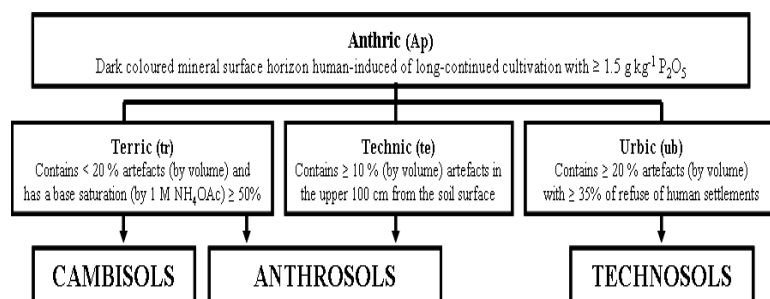 Anthric (Ap)
Dark coloured mineral surface horizon human-induced of long-continued cultivation with ≥ 1.5 g kg⁻¹ P₂O₅
Terric (tr)
Contains < 20 % artefacts (by volume) and
has a base saturation (by 1 M NH₄OAc) ≥ 50%
Technic (te)
Contains ≥ 10 % (by volume) artefacts in
the upper 100 cm from the soil surface
Urbic (ub)
Contains ≥ 20 % artefacts (by volume)
with ≥ 35% of refuse of human settlements
CAMBISOLS
ANTHROSOLS
TECHNOSOLS